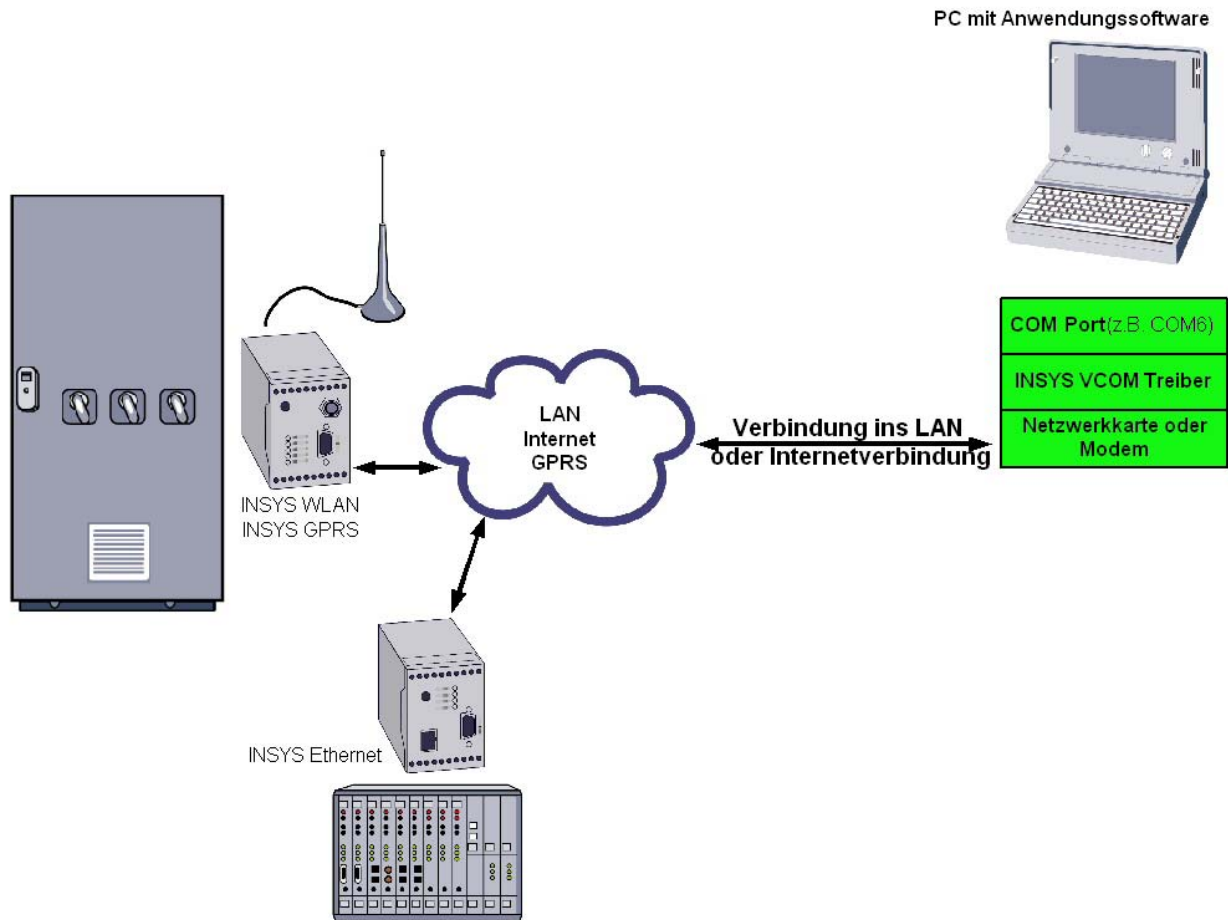 PC mit Anwendungssoftware
COM Port(z.B. COM6)
INSYS VCOM Treiber
Netzwerkkarte oder
Modem
LAN
Internet
GPRS
Verbindung ins LAN
oder Internetverbindung
INSYS WLAN
INSYS GPRS
INSYS Ethernet